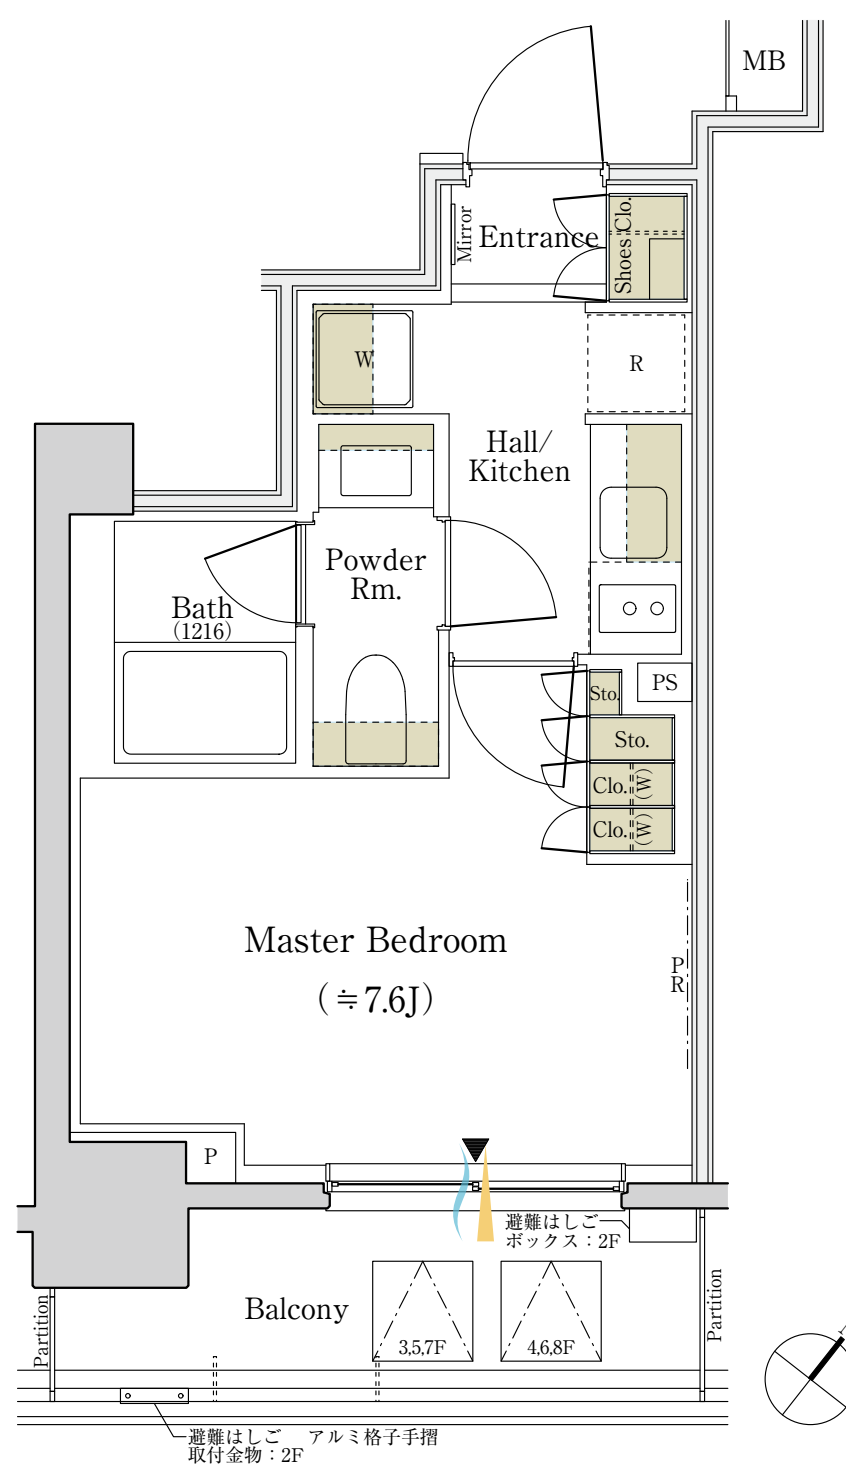 MB
Mirror
Entrance
Shoes Clo.
W
R
Hall/
Kitchen
Powder
Rm.
Bath
(1216)
PS
Sto.
Sto.
Clo.
(W)
Clo.
(W)
Master Bedroom
(≒7.6J)
P
R
P
避難はしご
ボックス：2F
Balcony
3,5,7F
4,6,8F
Partition
Partition
避難はしご
取付金物：2F
アルミ格子手摺